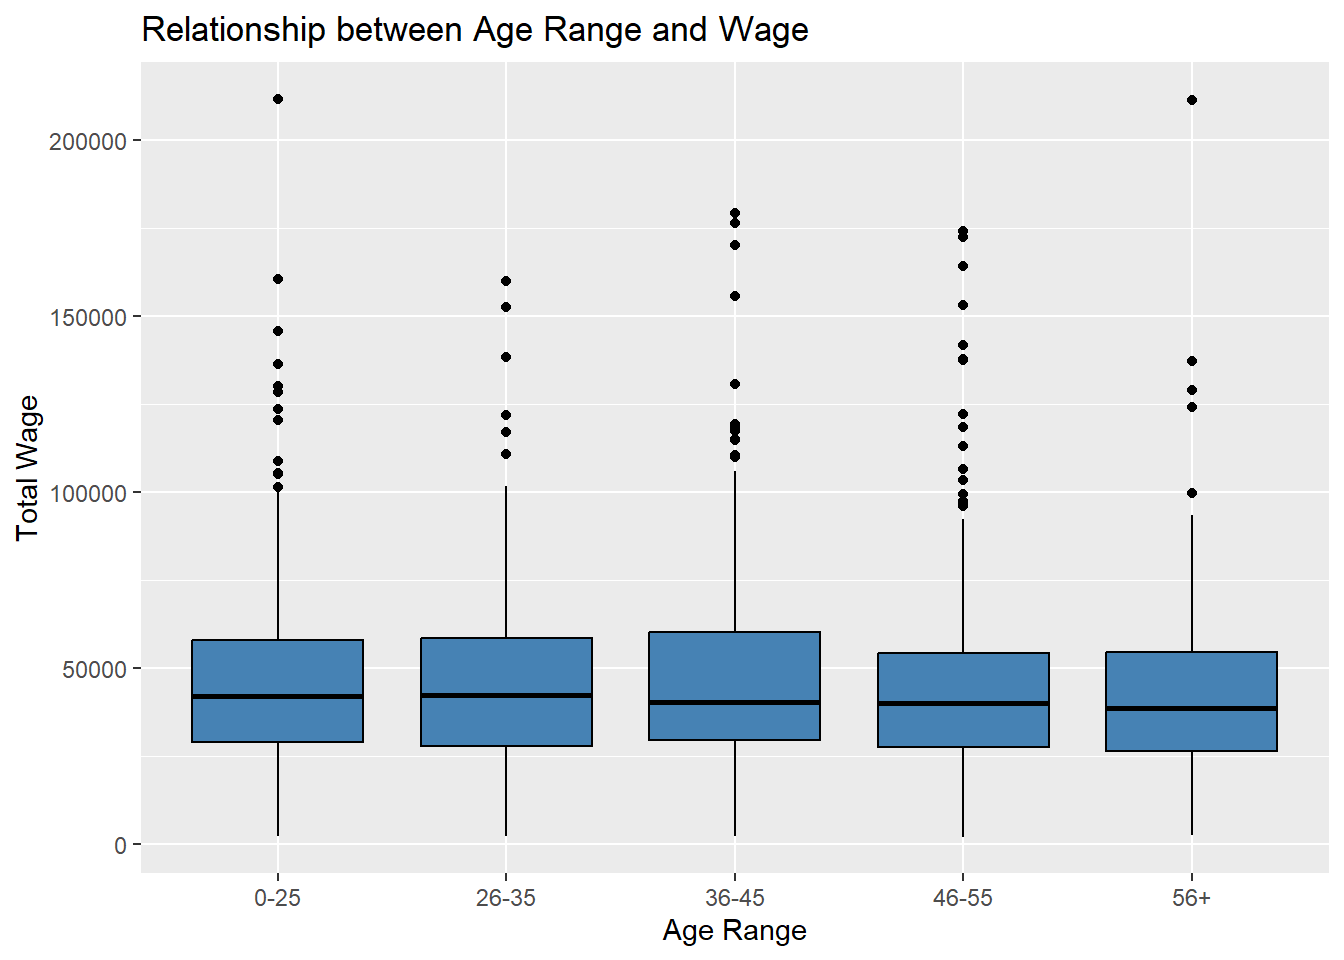 Relationship between Age Range and Wage
200000
150000
100000
50000
0
Total Wage
0-25 26-35 36-45 46-55 56+
Age Range